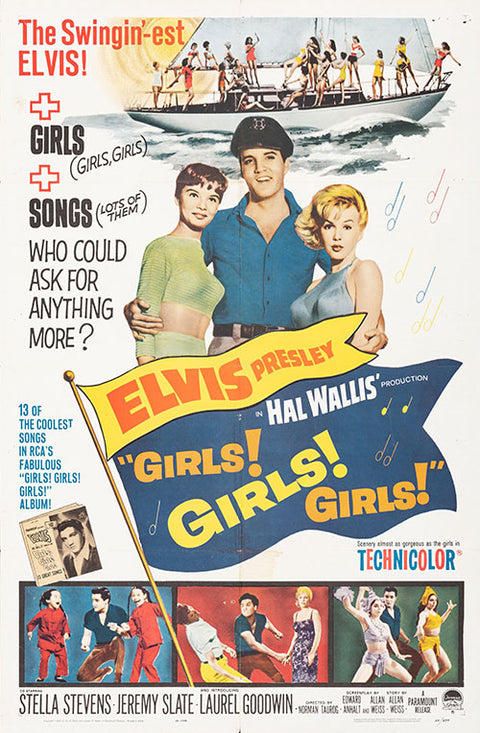 The Swingin'-est
ELVIS!
+
GIRLS
(GIRLS, GIRLS)
+
SONGS (LOTS OF THEM)
WHO COULD
ASK FOR
ANYTHING
MORE?
ELVIS PRESLEY
IN HAL WALLIS' PRODUCTION
"GIRLS!
GIRLS!
GIRLS!"
13 OF
THE COOLEST
SONGS
IN RCA'S
FABULOUS
"GIRLS! GIRLS!
GIRLS!"
ALBUM!
Scenery almost as gorgeous as the girls in
TECHNICOLOR®
CO-STARRING
STELLA STEVENS · JEREMY SLATE ·
AND INTRODUCING
LAUREL GOODWIN
DIRECTED BY
NORMAN TAUROG
SCREENPLAY BY
EDWARD ANHALT AND ALLAN WEISS
STORY BY
ALLAN WEISS
A PARAMOUNT RELEASE